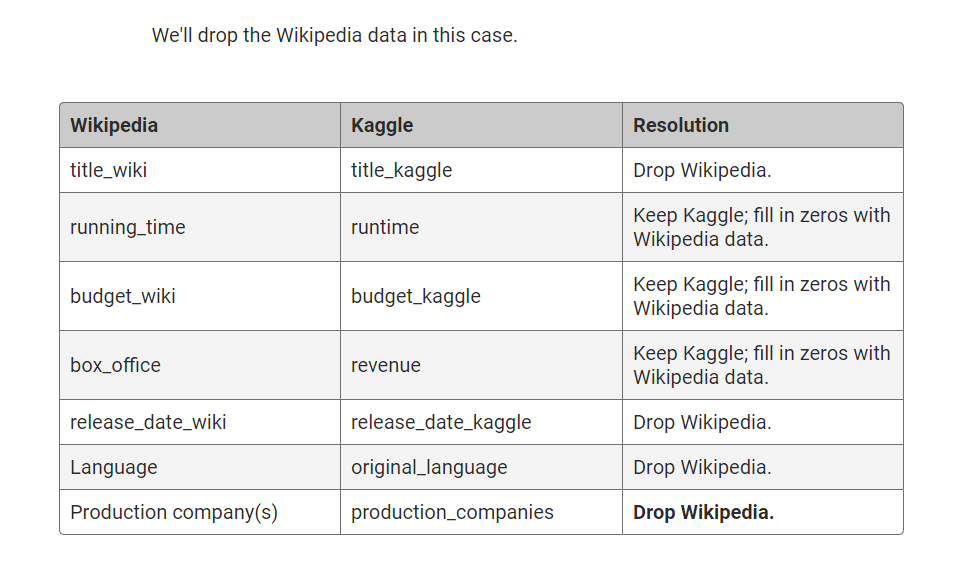 We'll drop the Wikipedia data in this case.
Wikipedia Kaggle Resolution
title_wiki title_kaggle Drop Wikipedia.
running_time runtime Keep Kaggle; fill in zeros with
Wikipedia data.
budget_wiki budget_kaggle Keep Kaggle; fill in zeros with
Wikipedia data.
box_office revenue Keep Kaggle; fill in zeros with
Wikipedia data.
release_date_wiki release_date_kaggle Drop Wikipedia.
Language original_language Drop Wikipedia.
Production company(s) production_companies Drop Wikipedia.